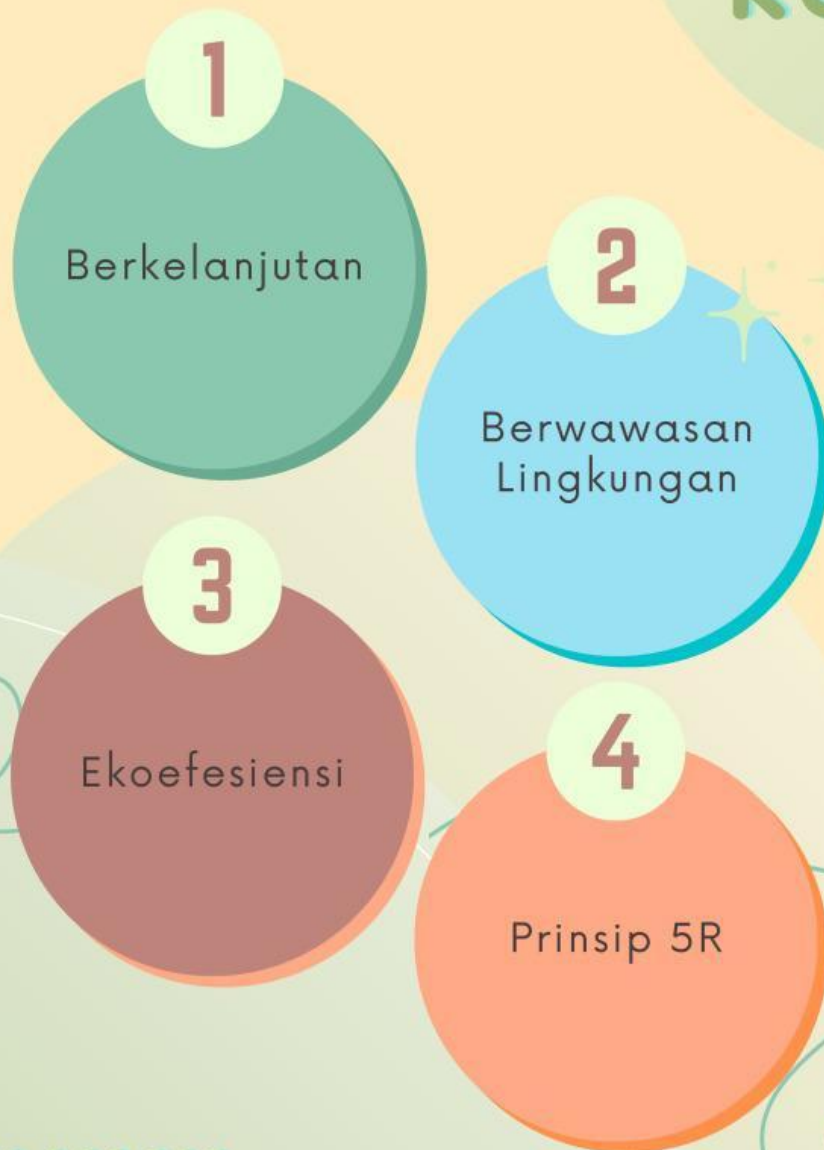 1
Berkelanjutan
2
Berwawasan
Lingkungan
3
Ekoefesiensi
4
Prinsip 5R